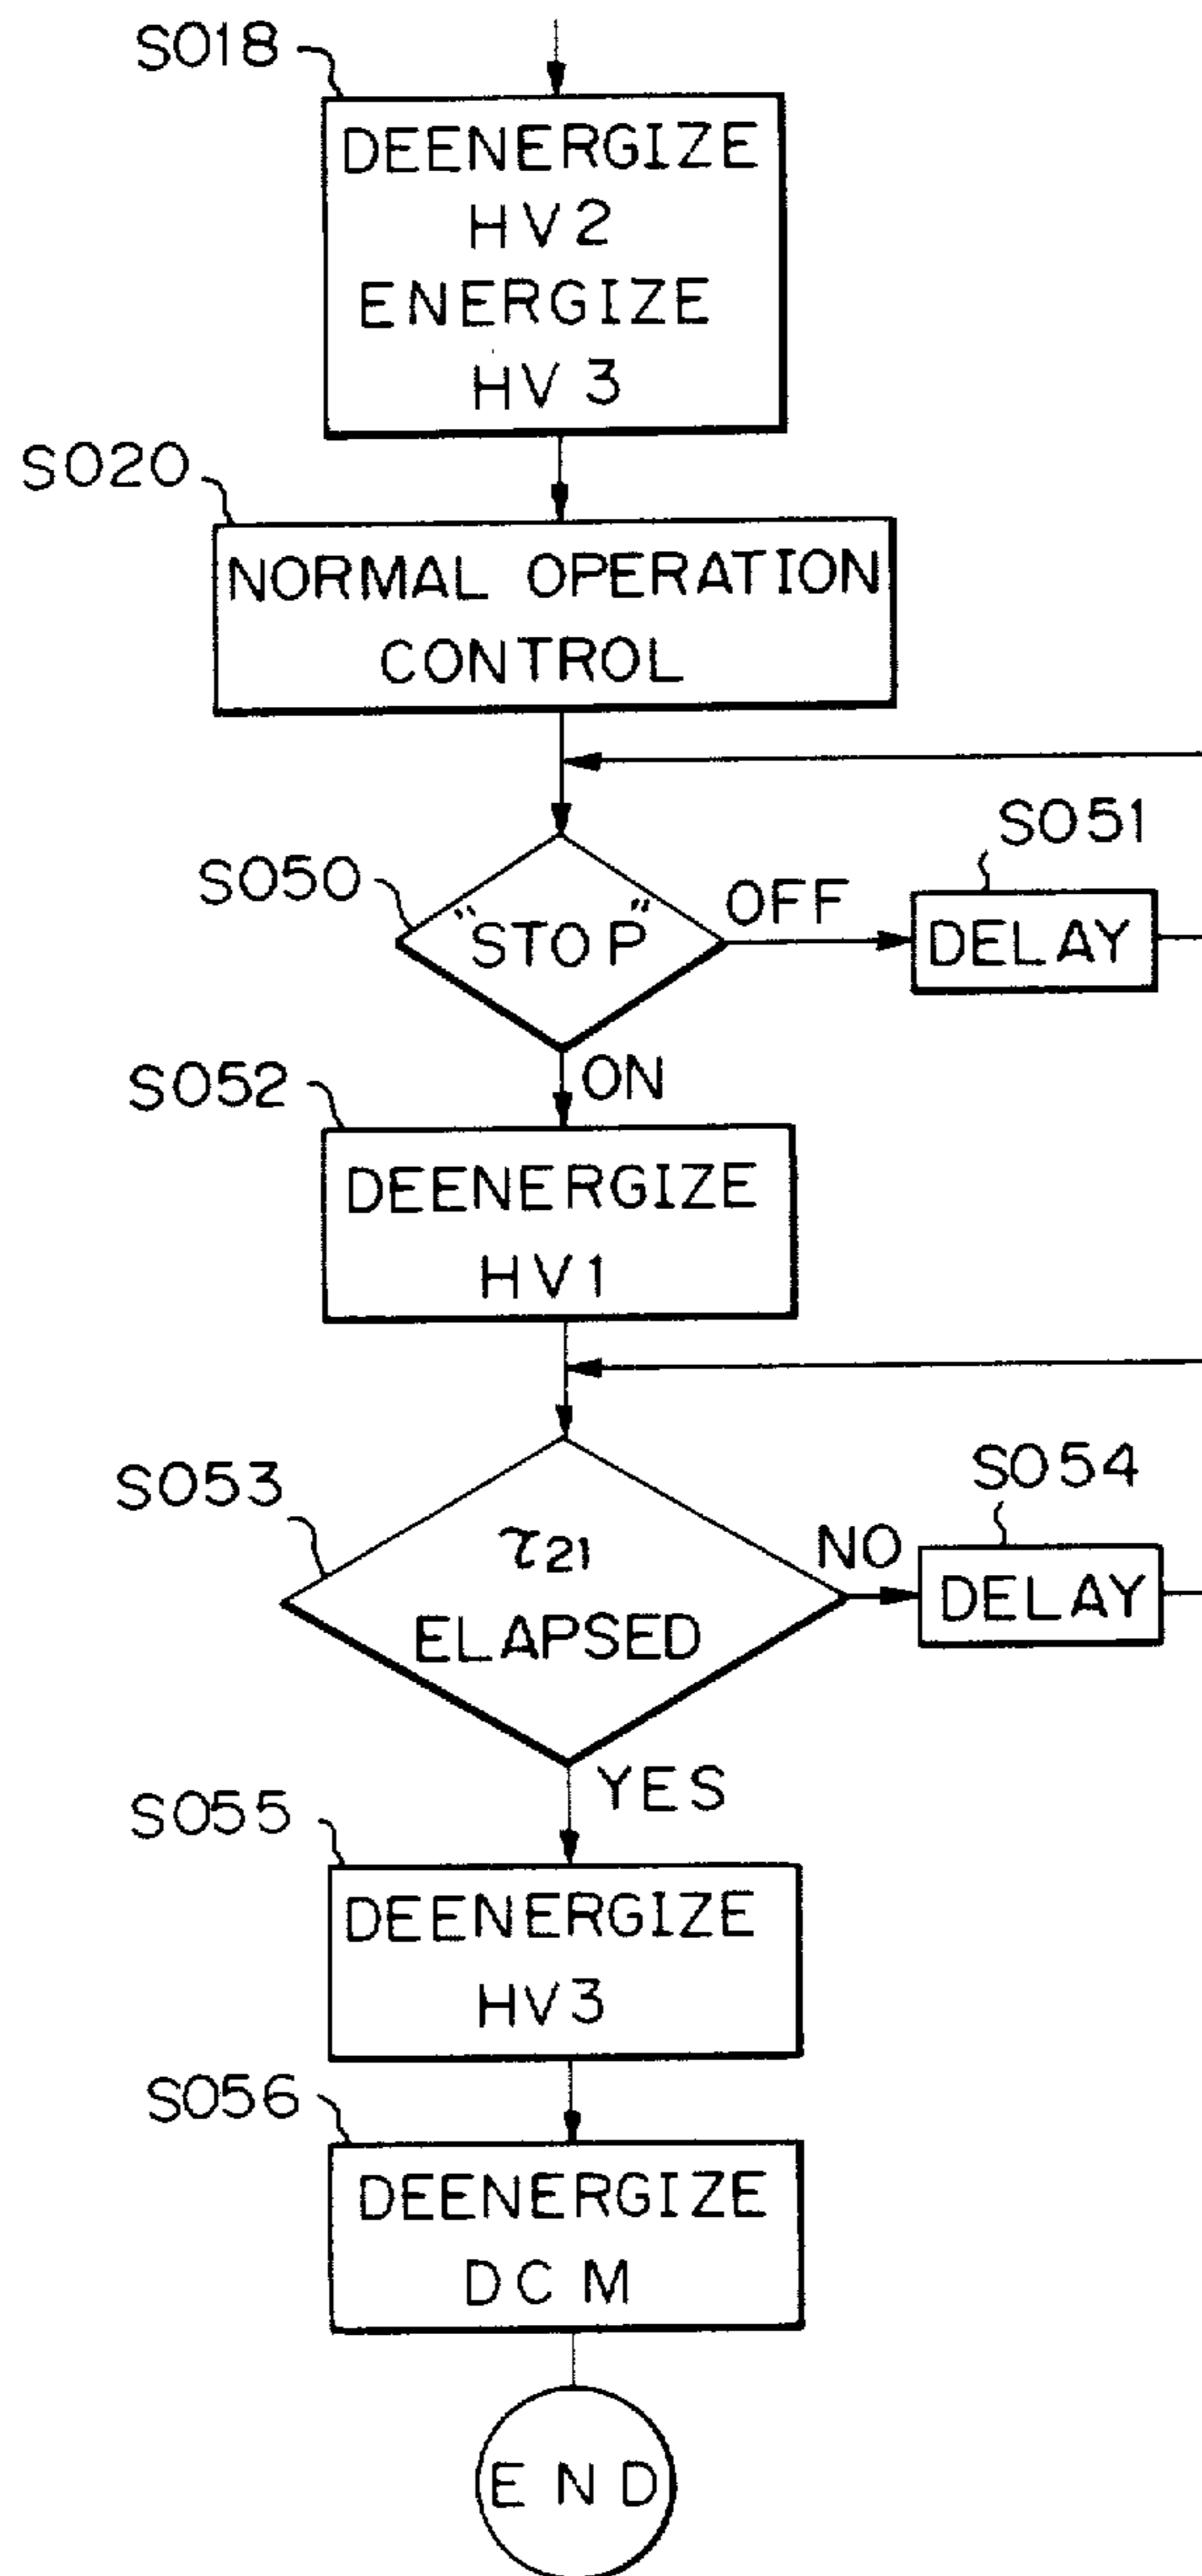 S018
DEENERGIZE
HV2
ENERGIZE
HV3
S020
NORMAL OPERATION
CONTROL
S051
S050
"STOP"
OFF
DELAY
ON
S052
DEENERGIZE
HV1
S054
S053
τ21
NO
ELAPSED
DELAY
YES
S055
DEENERGIZE
HV3
S056
DEENERGIZE
DCM
END